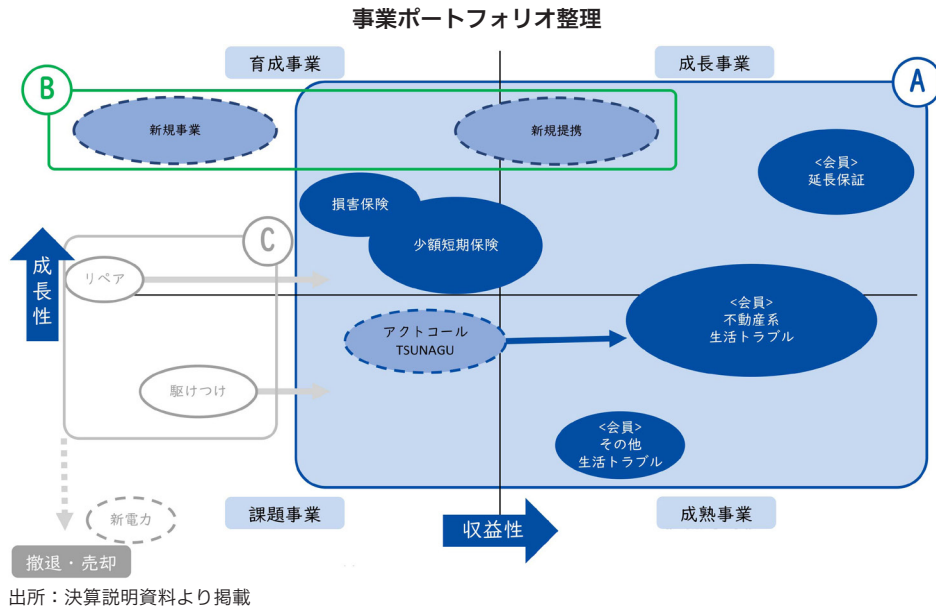 事業ポートフォリオ整理
育成事業
成長事業
A
B
新規事業
新規提携
<会員>
延長保証
損害保険
少額短期保険
C
成長性
リペア
<会員>
不動産系
生活トラブル
アクトコール
TSUNAGU
駆けつけ
<会員>
その他
生活トラブル
新電力
課題事業
収益性
成熟事業
撤退・売却
出所：決算説明資料より掲載